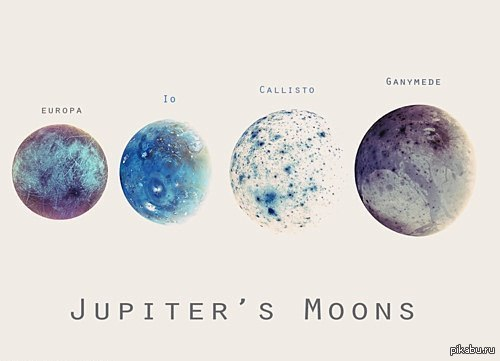 Europa
Io
Callisto
Ganymede
Jupiter's Moons
pikabu.ru